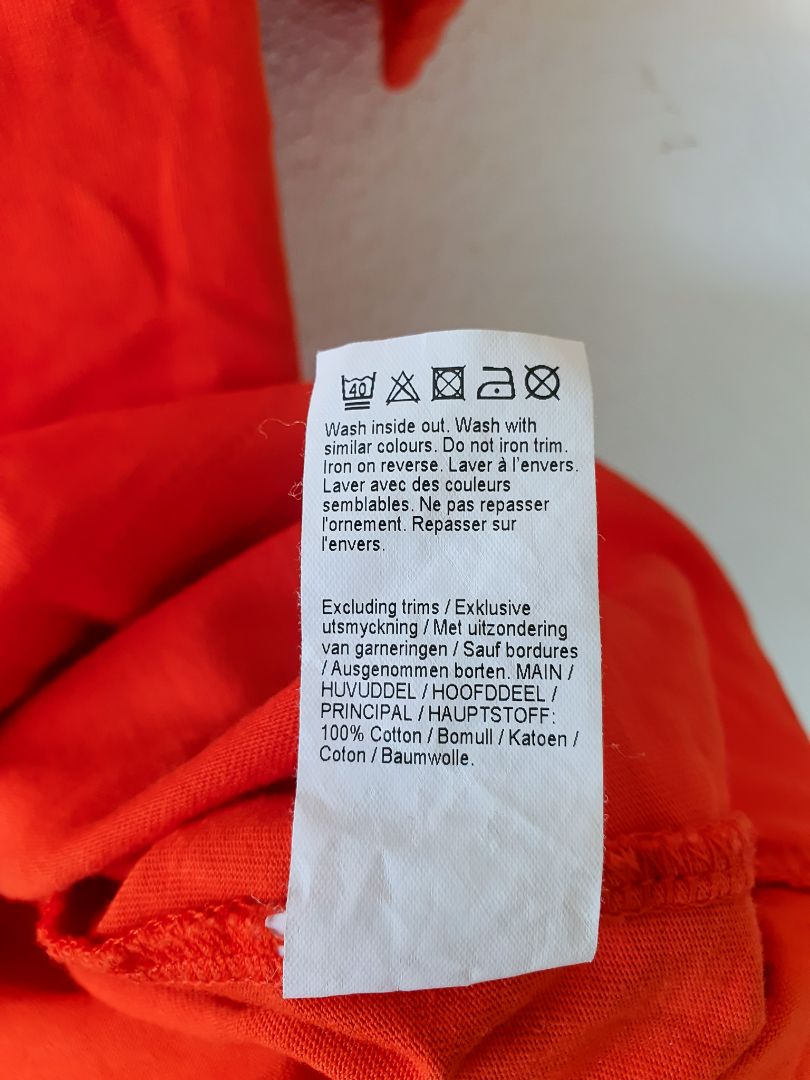 40
Wash inside out. Wash with
similar colours. Do not iron trim.
Iron on reverse. Laver à l'envers.
Laver avec des couleurs
semblables. Ne pas repasser
l'ornement. Repasser sur
l'envers.
Excluding trims / Exklusive
utsmyckning / Met uitzondering
van garneringen / Sauf bordures
/ Ausgenommen borten. MAIN /
HUVUDDEL / HOOFDDEEL /
PRINCIPAL / HAUPTSTOFF:
100% Cotton / Bomull / Katoen /
Coton / Baumwolle.